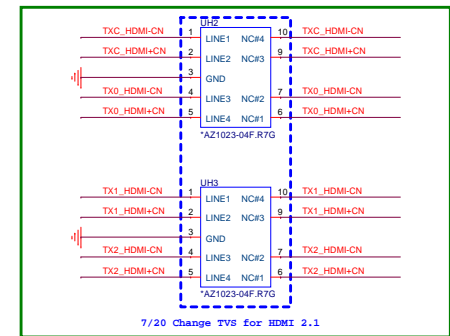 UH2
TXC_HDMI-CN 1 LINE1 NC#4 10 TXC_HDMI-CN
TXC_HDMI+CN 2 LINE2 NC#3 9 TXC_HDMI+CN
3 GND
TX0_HDMI-CN 4 LINE3 NC#2 7 TX0_HDMI-CN
TX0_HDMI+CN 5 LINE4 NC#1 6 TX0_HDMI+CN
*AZ1023-04F.R7G
UH3
TX1_HDMI-CN 1 LINE1 NC#4 10 TX1_HDMI-CN
TX1_HDMI+CN 2 LINE2 NC#3 9 TX1_HDMI+CN
3 GND
TX2_HDMI-CN 4 LINE3 NC#2 7 TX2_HDMI-CN
TX2_HDMI+CN 5 LINE4 NC#1 6 TX2_HDMI+CN
*AZ1023-04F.R7G
7/20 Change TVS for HDMI 2.1